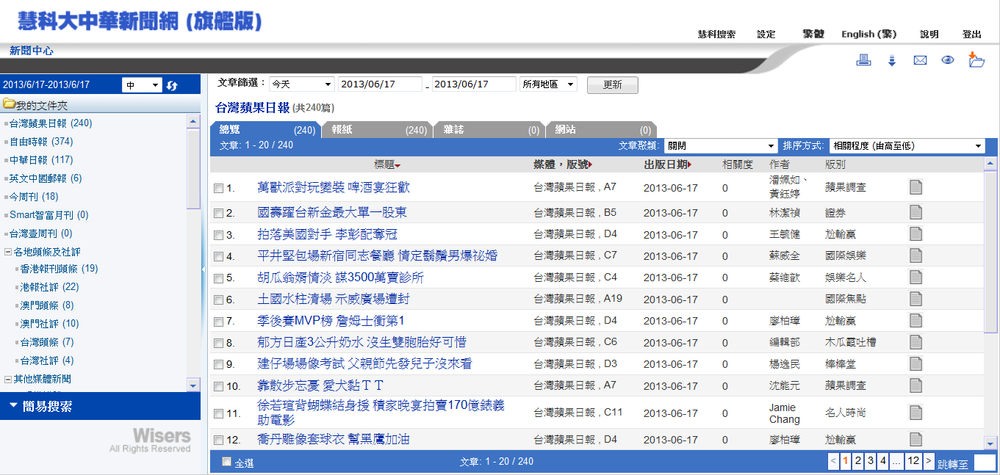 慧科大中華新聞網 (旗艦版)
慧科搜索 設定 繁體 English (繁) 說明 登出
新聞中心
2013/6/17-2013/6/17 中
我的文件夾
台灣蘋果日報 (240)
自由時報 (374)
中華日報 (117)
英文中國郵報 (6)
今周刊 (18)
Smart智富月刊 (0)
台灣壹周刊 (0)
各地頭條及社評
香港報刊頭條 (19)
港報社評 (22)
澳門頭條 (8)
澳門社評 (10)
台灣頭條 (7)
台灣社評 (4)
其他媒體新聞
簡易搜索
Wisers
All Rights Reserved
文章篩選： 今天 2013/06/17 - 2013/06/17 所有地區 更新
台灣蘋果日報 (共240篇)
總覽 (240) 報紙 (240) 雜誌 (0) 網站 (0)
文章: 1 - 20 / 240 文章聚類: 關閉 排序方式: 相關程度 (由高至低)
標題 媒體，版號 出版日期 相關度 作者 版別
1. 萬獸派對玩變裝 啤酒宴狂歡 台灣蘋果日報 , A7 2013-06-17 0 潘姵如、黃鈺婷 蘋果調查
2. 國壽躍台新金最大單一股東 台灣蘋果日報 , B5 2013-06-17 0 林潔禎 證券
3. 拍落美國對手 李彭配奪冠 台灣蘋果日報 , D4 2013-06-17 0 王毓健 尬輸贏
4. 平井堅包場新宿同志餐廳 情定鬍鬚男爆祕婚 台灣蘋果日報 , C7 2013-06-17 0 蘇威全 國際娛樂
5. 胡瓜翁婿情淡 謀3500萬賣診所 台灣蘋果日報 , C4 2013-06-17 0 蔡維歆 娛樂名人
6. 土國水柱清場 示威廣場遭封 台灣蘋果日報 , A19 2013-06-17 0 國際焦點
7. 季後賽MVP榜 詹姆士衝第1 台灣蘋果日報 , D4 2013-06-17 0 廖柏璋 尬輸贏
8. 郁方日產3公升奶水 沒生雙胞胎好可惜 台灣蘋果日報 , C6 2013-06-17 0 編輯部 木瓜霞吐槽
9. 建仔場場像考試 父親節先發兒子沒來看 台灣蘋果日報 , D3 2013-06-17 0 楊逸民 棒棒堂
10. 靠散步忘憂 愛犬黏ＴＴ 台灣蘋果日報 , A7 2013-06-17 0 沈能元 蘋果調查
11. 徐若瑄背蝴蝶結身授 積家晚宴拍賣170億錶義
助電影 台灣蘋果日報 , C11 2013-06-17 0 Jamie Chang 名人時尚
12. 喬丹雕像套球衣 幫黑鷹加油 台灣蘋果日報 , D4 2013-06-17 0 廖柏璋 尬輸贏
全選 文章: 1 - 20 / 240 < 1 2 3 4 ... 12 > 跳轉至